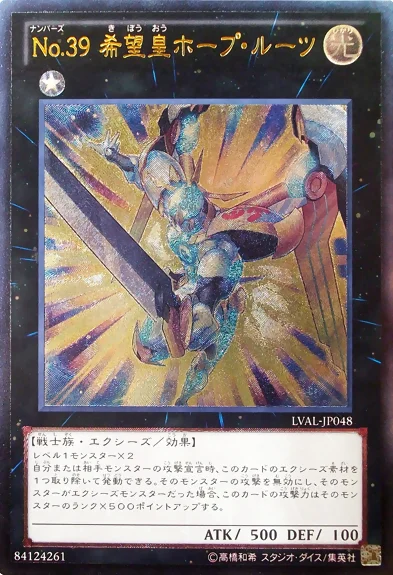 ナンバーズ きぼうおう
No.39 希望皇ホープ・ルーツ
光
LVAL-JP048
【戦士族・エクシーズ/効果】
レベル1モンスター×2
自分または相手モンスターの攻撃宣言時、このカードのエクシーズ素材を
1つ取り除いて発動できる。そのモンスターの攻撃を無効にし、そのモン
スターがエクシーズモンスターだった場合、このカードの攻撃力はそのモン
スターのランク×500ポイントアップする。
ATK/ 500 DEF/ 100
84124261 ©高橋和希 スタジオ・ダイス/集英社